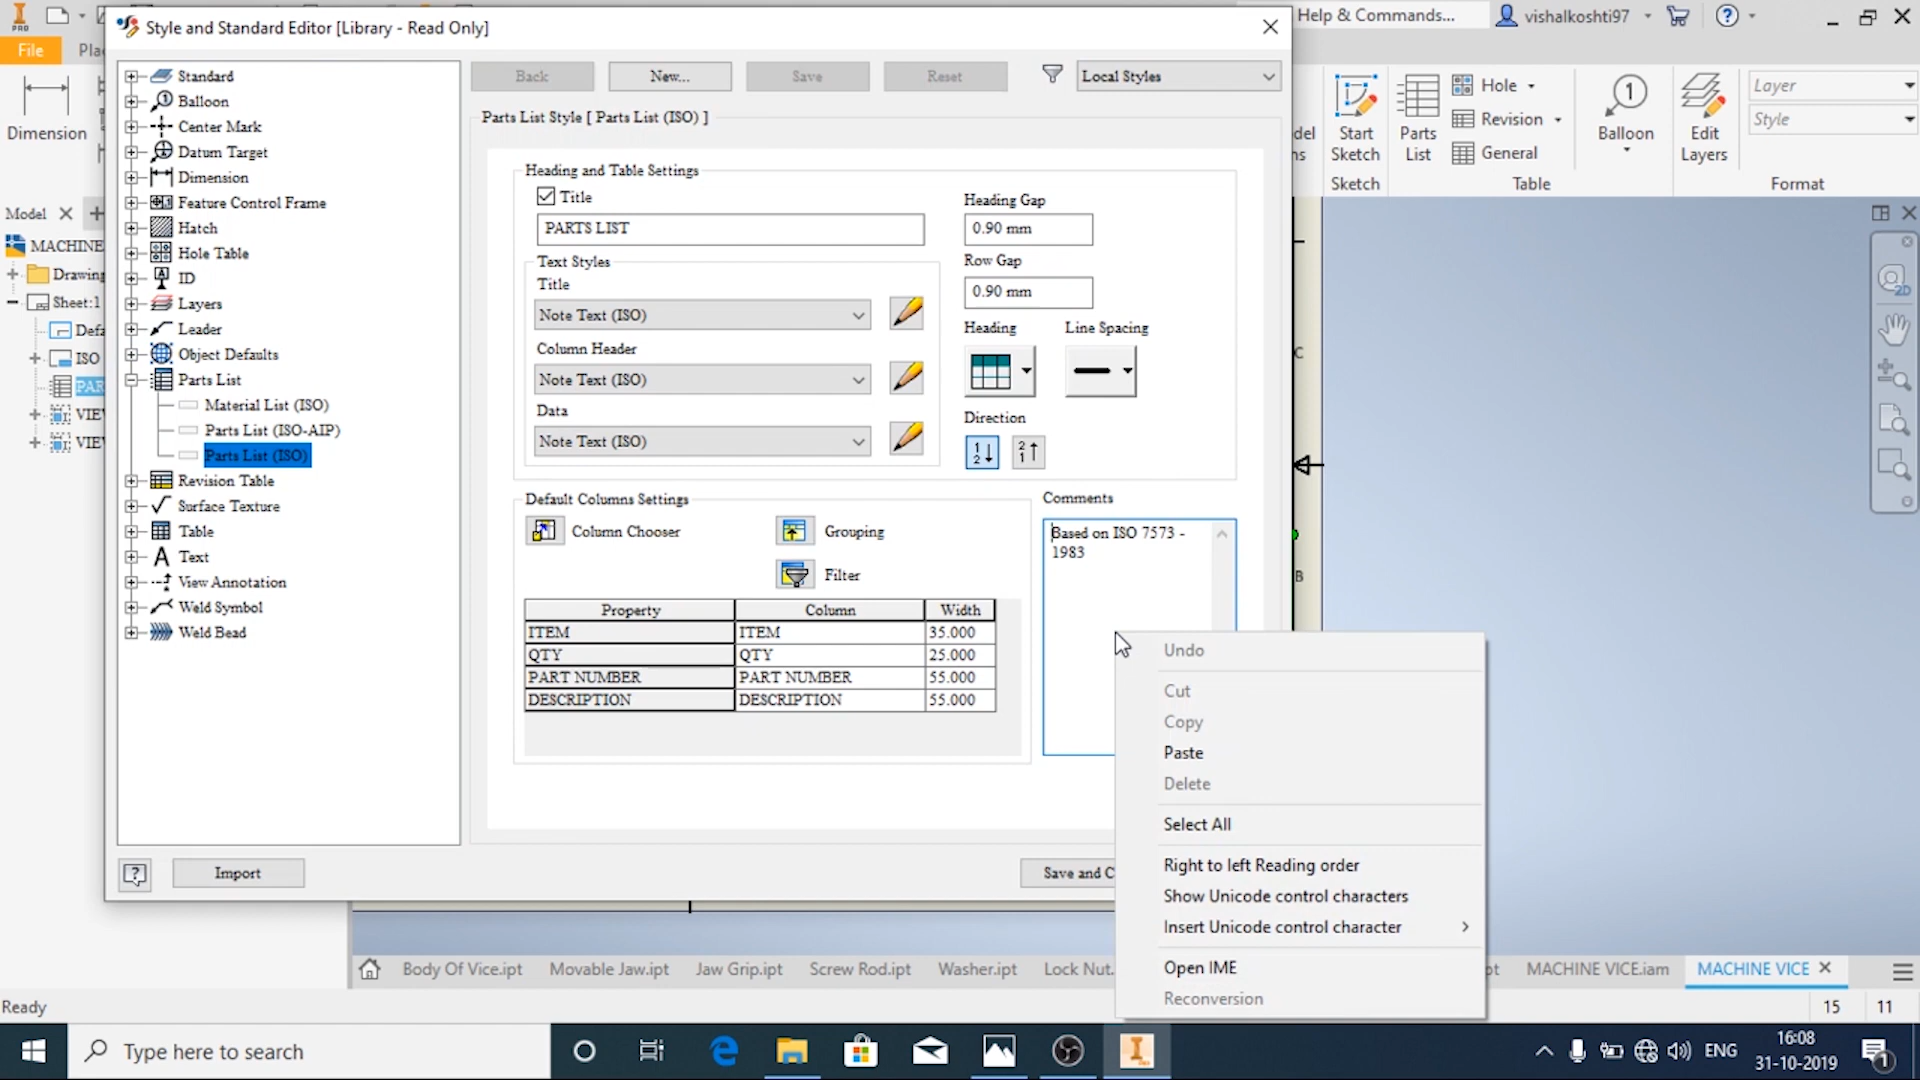 Style and Standard Editor [Library - Read Only]
Help & Commands...
vishalkoshti97
File
Pla
Dimension
Start
Sketch
Sketch
Parts
List
Hole
Revision
General
Table
Balloon
Edit
Layers
Layer
Style
Format
Model
MACHINE
Drawing
Sheet:1
Defa
ISO
PAR
VIE
VIE
Standard
Balloon
Center Mark
Datum Target
Dimension
Feature Control Frame
Hatch
Hole Table
ID
Layers
Leader
Object Defaults
Parts List
Material List (ISO)
Parts List (ISO-AIP)
Parts List (ISO)
Revision Table
Surface Texture
Table
Text
View Annotation
Weld Symbol
Weld Bead
Import
Back
New...
Save
Reset
Local Styles
Parts List Style [ Parts List (ISO) ]
Heading and Table Settings
Title
PARTS LIST
Text Styles
Title
Note Text (ISO)
Column Header
Note Text (ISO)
Data
Note Text (ISO)
Heading Gap
0.90 mm
Row Gap
0.90 mm
Heading
Line Spacing
Direction
Default Columns Settings
Column Chooser
Grouping
Filter
Property Column Width
ITEM ITEM 35.000
QTY QTY 25.000
PART NUMBER PART NUMBER 55.000
DESCRIPTION DESCRIPTION 55.000
Comments
Based on ISO 7573 -
1983
Save and C
Undo
Cut
Copy
Paste
Delete
Select All
Right to left Reading order
Show Unicode control characters
Insert Unicode control character
Open IME
Reconversion
C
B
Body Of Vice.ipt
Movable Jaw.ipt
Jaw Grip.ipt
Screw Rod.ipt
Washer.ipt
Lock Nut.
pt
MACHINE VICE.iam
MACHINE VICE
Ready
15
11
Type here to search
ENG
16:08
31-10-2019